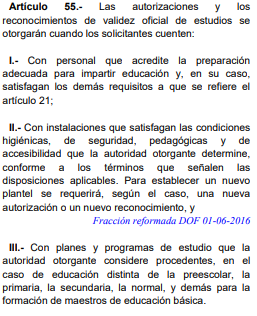 Artículo 55.- Las autorizaciones y los
reconocimientos de validez oficial de estudios se
otorgarán cuando los solicitantes cuenten:
I.- Con personal que acredite la preparación
adecuada para impartir educación y, en su caso,
satisfagan los demás requisitos a que se refiere el
artículo 21;
II.- Con instalaciones que satisfagan las condiciones
higiénicas, de seguridad, pedagógicas y de
accesibilidad que la autoridad otorgante determine,
conforme a los términos que señalen las
disposiciones aplicables. Para establecer un nuevo
plantel se requerirá, según el caso, una nueva
autorización o un nuevo reconocimiento, y
Fracción reformada DOF 01-06-2016
III.- Con planes y programas de estudio que la
autoridad otorgante considere procedentes, en el
caso de educación distinta de la preescolar, la
primaria, la secundaria, la normal, y demás para la
formación de maestros de educación básica.